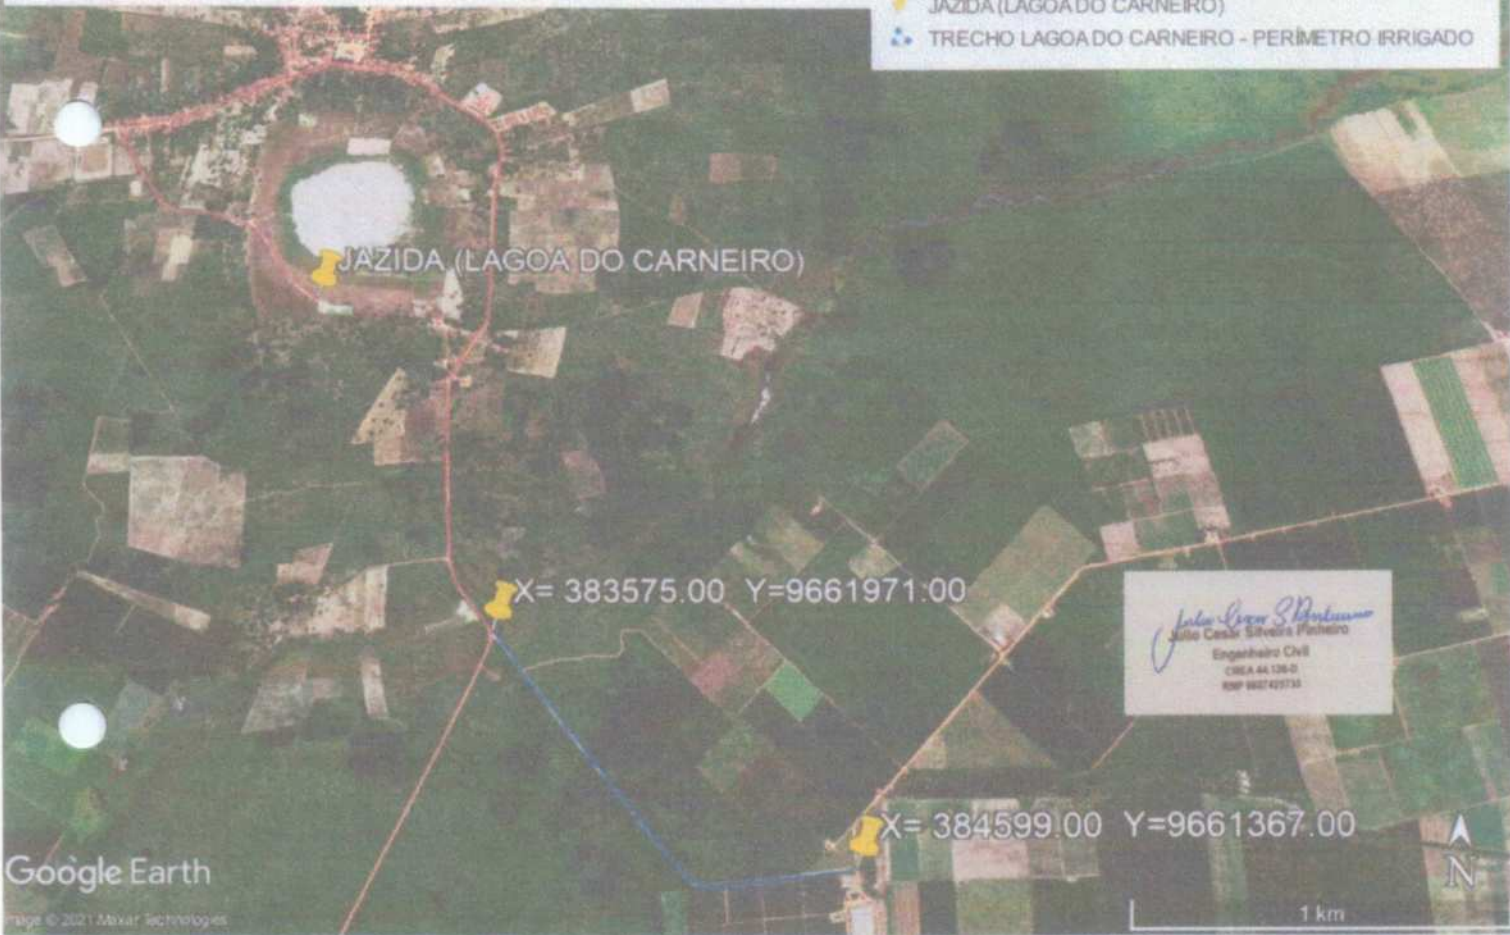 JAZIDA (LAGOA DO CARNEIRO)
TRECHO LAGOA DO CARNEIRO - PERÍMETRO IRRIGADO
JAZIDA (LAGOA DO CARNEIRO)
X= 383575.00 Y=9661971.00
Julio Cesar Silveira Pinheiro
Engenheiro Civil
X= 384599.00 Y=9661367.00
Google Earth
N
1 km
Image © 2021 Maxar Technologies